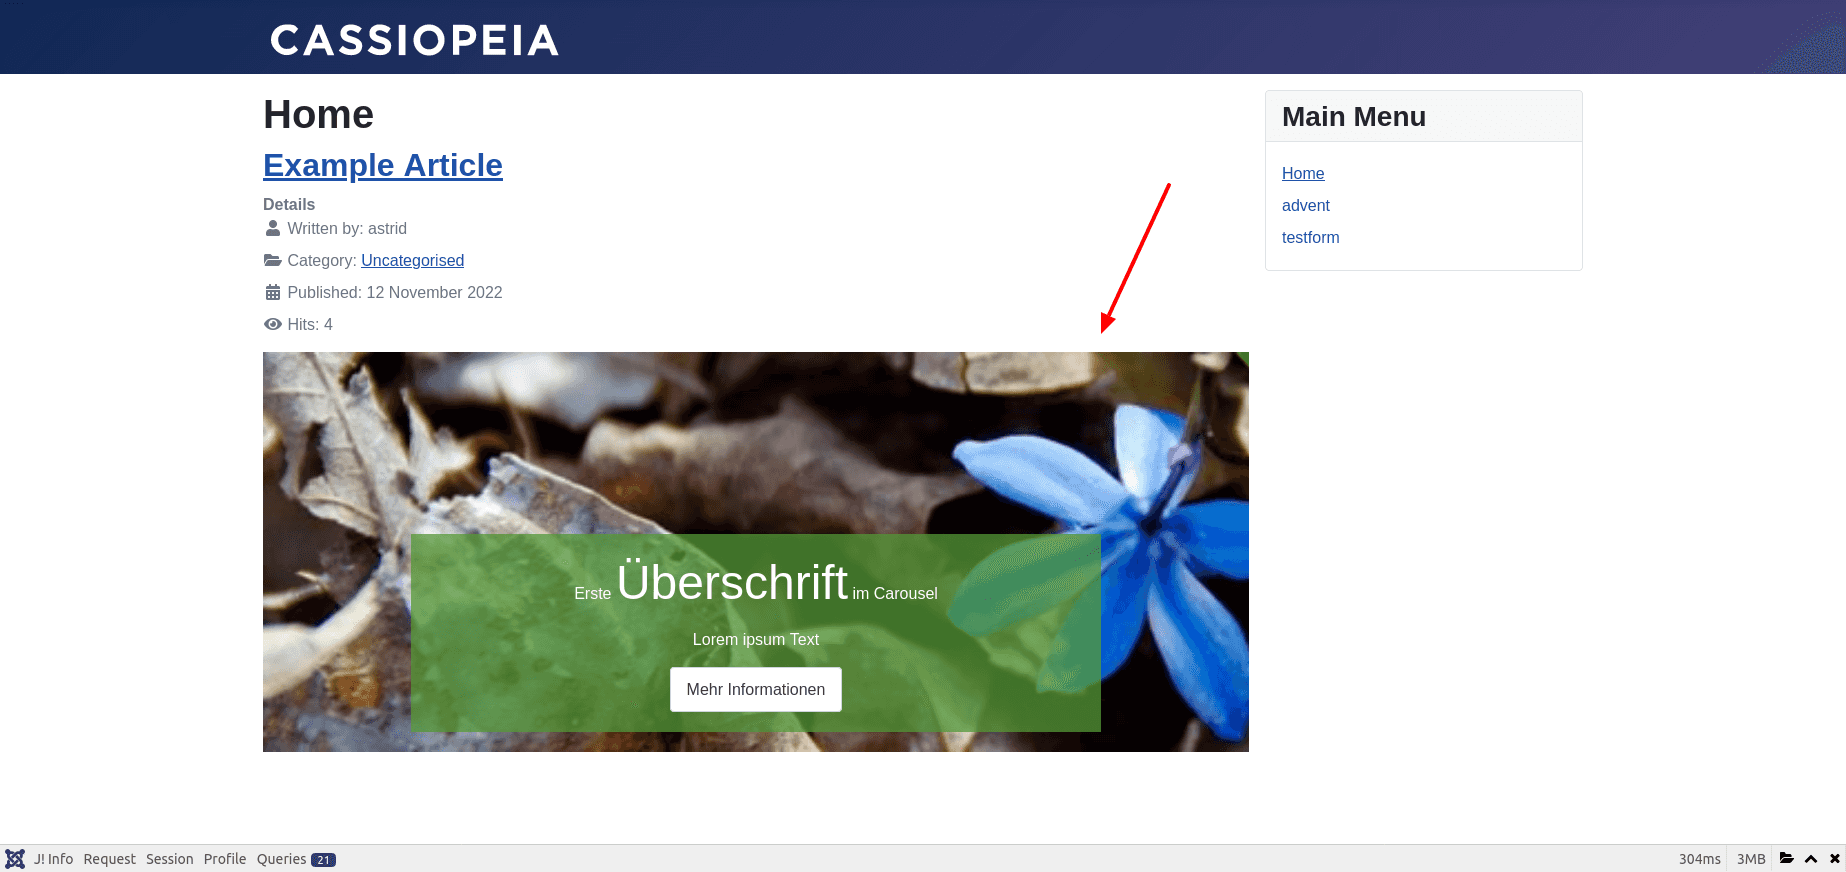 CASSIOPEIA
Home
Example Article
Details
Written by: astrid
Category: Uncategorised
Published: 12 November 2022
Hits: 4
Erste Überschrift im Carousel
Lorem ipsum Text
Mehr Informationen
Main Menu
Home
advent
testform
J! Info Request Session Profile Queries 21 304ms 3MB